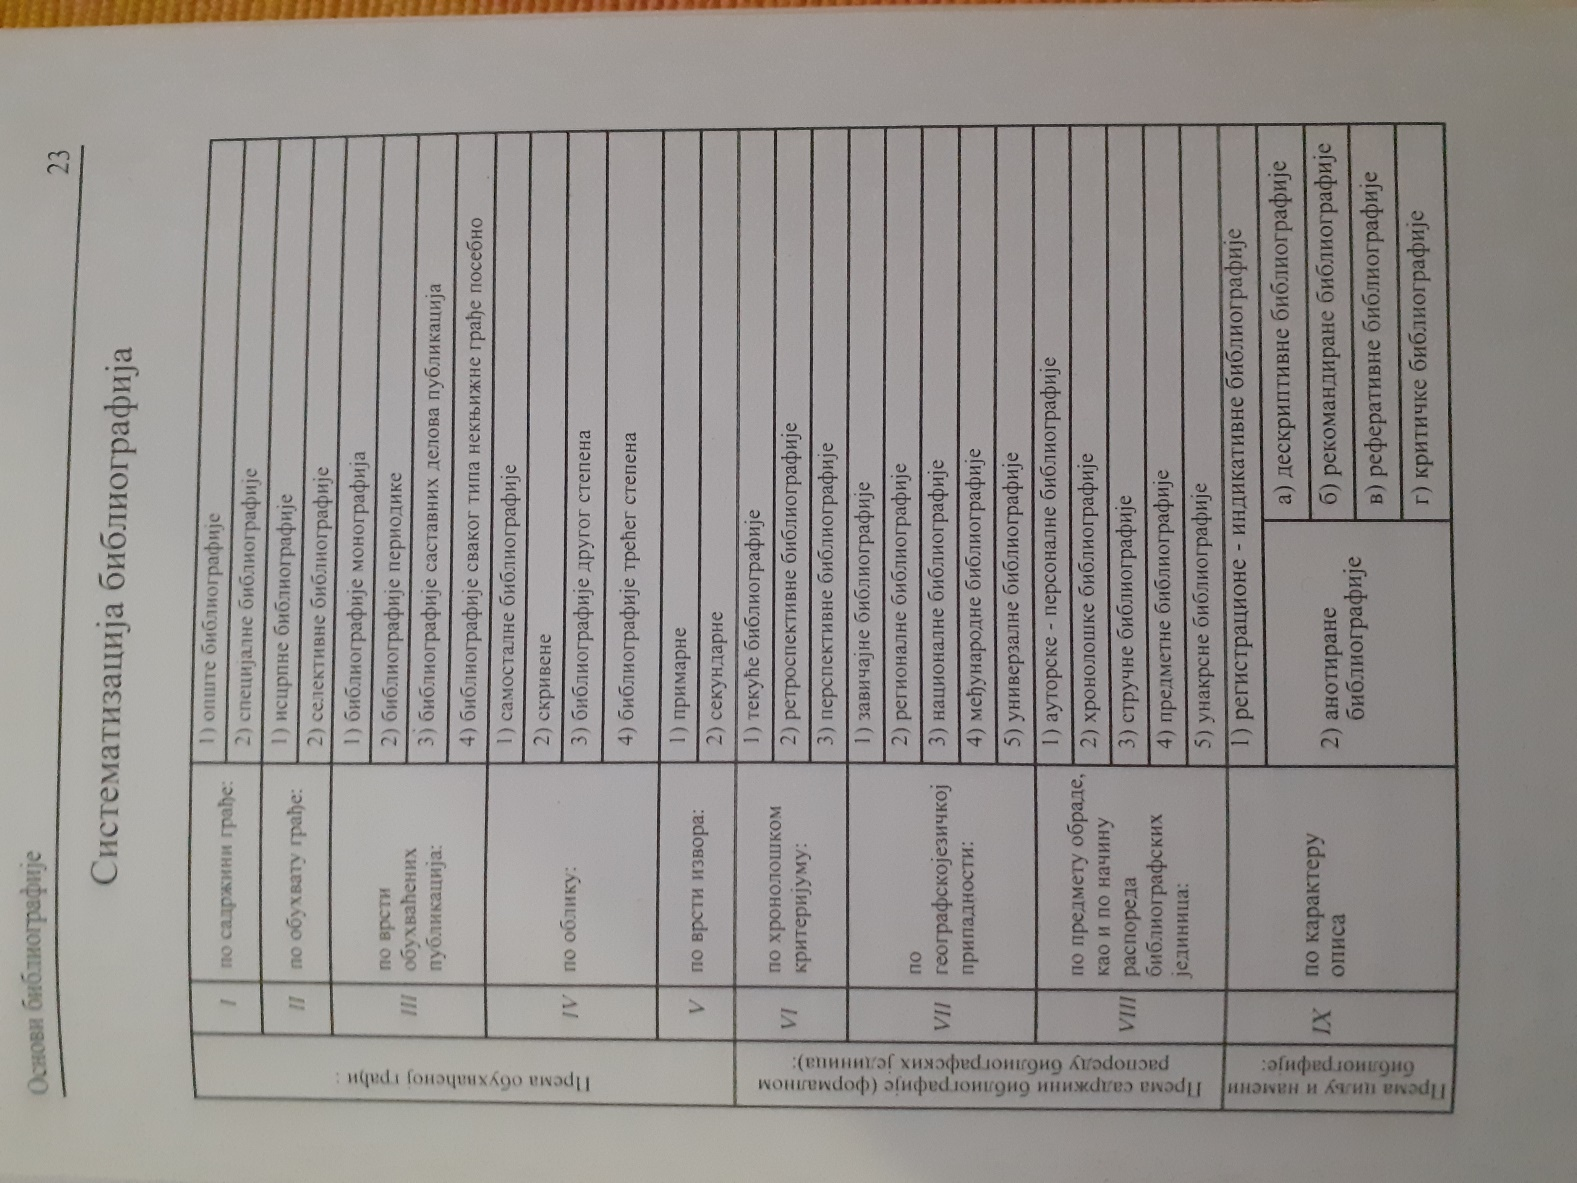 Основи библиографије
23
Систематизација библиографија
Према обухваћеној грађи :
I
по садржини грађе:
1) опште библиографије
2) специјалне библиографије
II
по обухвату грађе:
1) исцрпне библиографије
2) селективне библиографије
III
по врсти
обухваћених
публикација:
1) библиографије монографија
2) библиографије периодике
3) библиографије саставних делова публикација
4) библиографије сваког типа некњижне грађе посебно
IV
по облику:
1) самосталне библиографије
2) скривене
3) библиографије другог степена
4) библиографије трећег степена
V
по врсти извора:
1) примарне
2) секундарне
Према садржини библиографије (формалном
распореду библиографских јединица):
VI
по хронолошком
критеријуму:
1) текуће библиографије
2) ретроспективне библиографије
3) перспективне библиографије
VII
по
географскојезичкој
припадности:
1) завичајне библиографије
2) регионалне библиографије
3) националне библиографије
4) међународне библиографије
5) универзалне библиографије
VIII
по предмету обраде,
као и по начину
распореда
библиографских
јединица:
1) ауторске - персоналне библиографије
2) хронолошке библиографије
3) стручне библиографије
4) предметне библиографије
5) унакрсне библиографије
Према циљу и намени
библиографије:
IX
по карактеру
описа
1) регистрационе - индикативне библиографије
2) анотиране
библиографије
а) дескриптивне библиографије
б) рекомандиране библиографије
в) реферативне библиографије
г) критичке библиографије